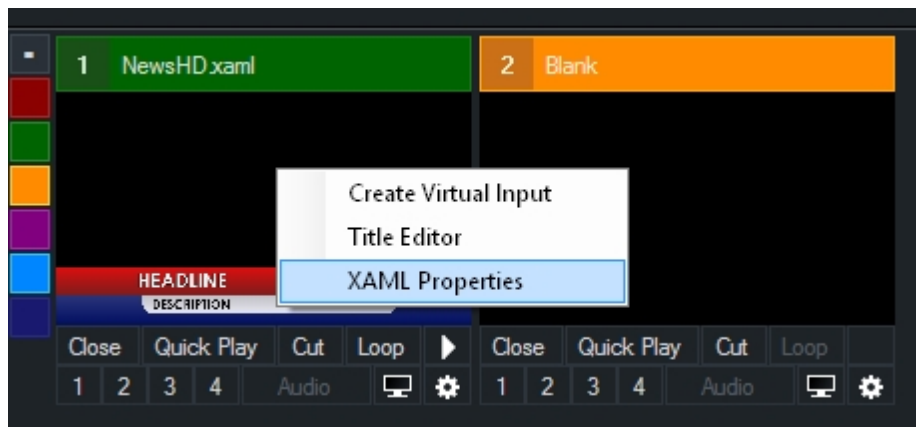 1 NewsHD.xaml
2 Blank
Create Virtual Input
Title Editor
XAML Properties
HEADLINE
DESCRIPTION
Close Quick Play Cut Loop
Close Quick Play Cut Loop
1 2 3 4 Audio
1 2 3 4 Audio